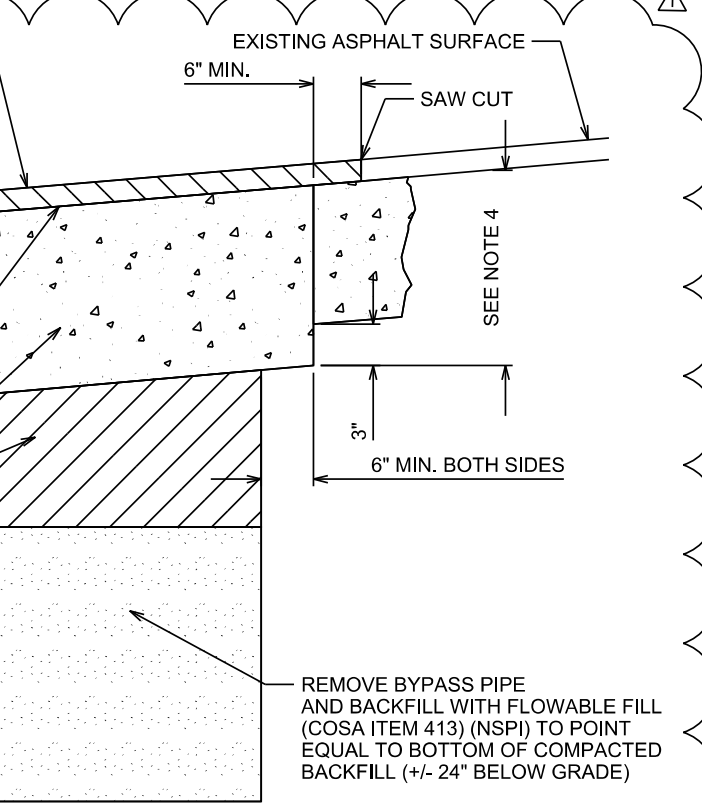 EXISTING ASPHALT SURFACE
6" MIN.
SAW CUT
SEE NOTE 4
3"
6" MIN. BOTH SIDES
REMOVE BYPASS PIPE
AND BACKFILL WITH FLOWABLE FILL
(COSA ITEM 413) (NSPI) TO POINT
EQUAL TO BOTTOM OF COMPACTED
BACKFILL (+/- 24" BELOW GRADE)